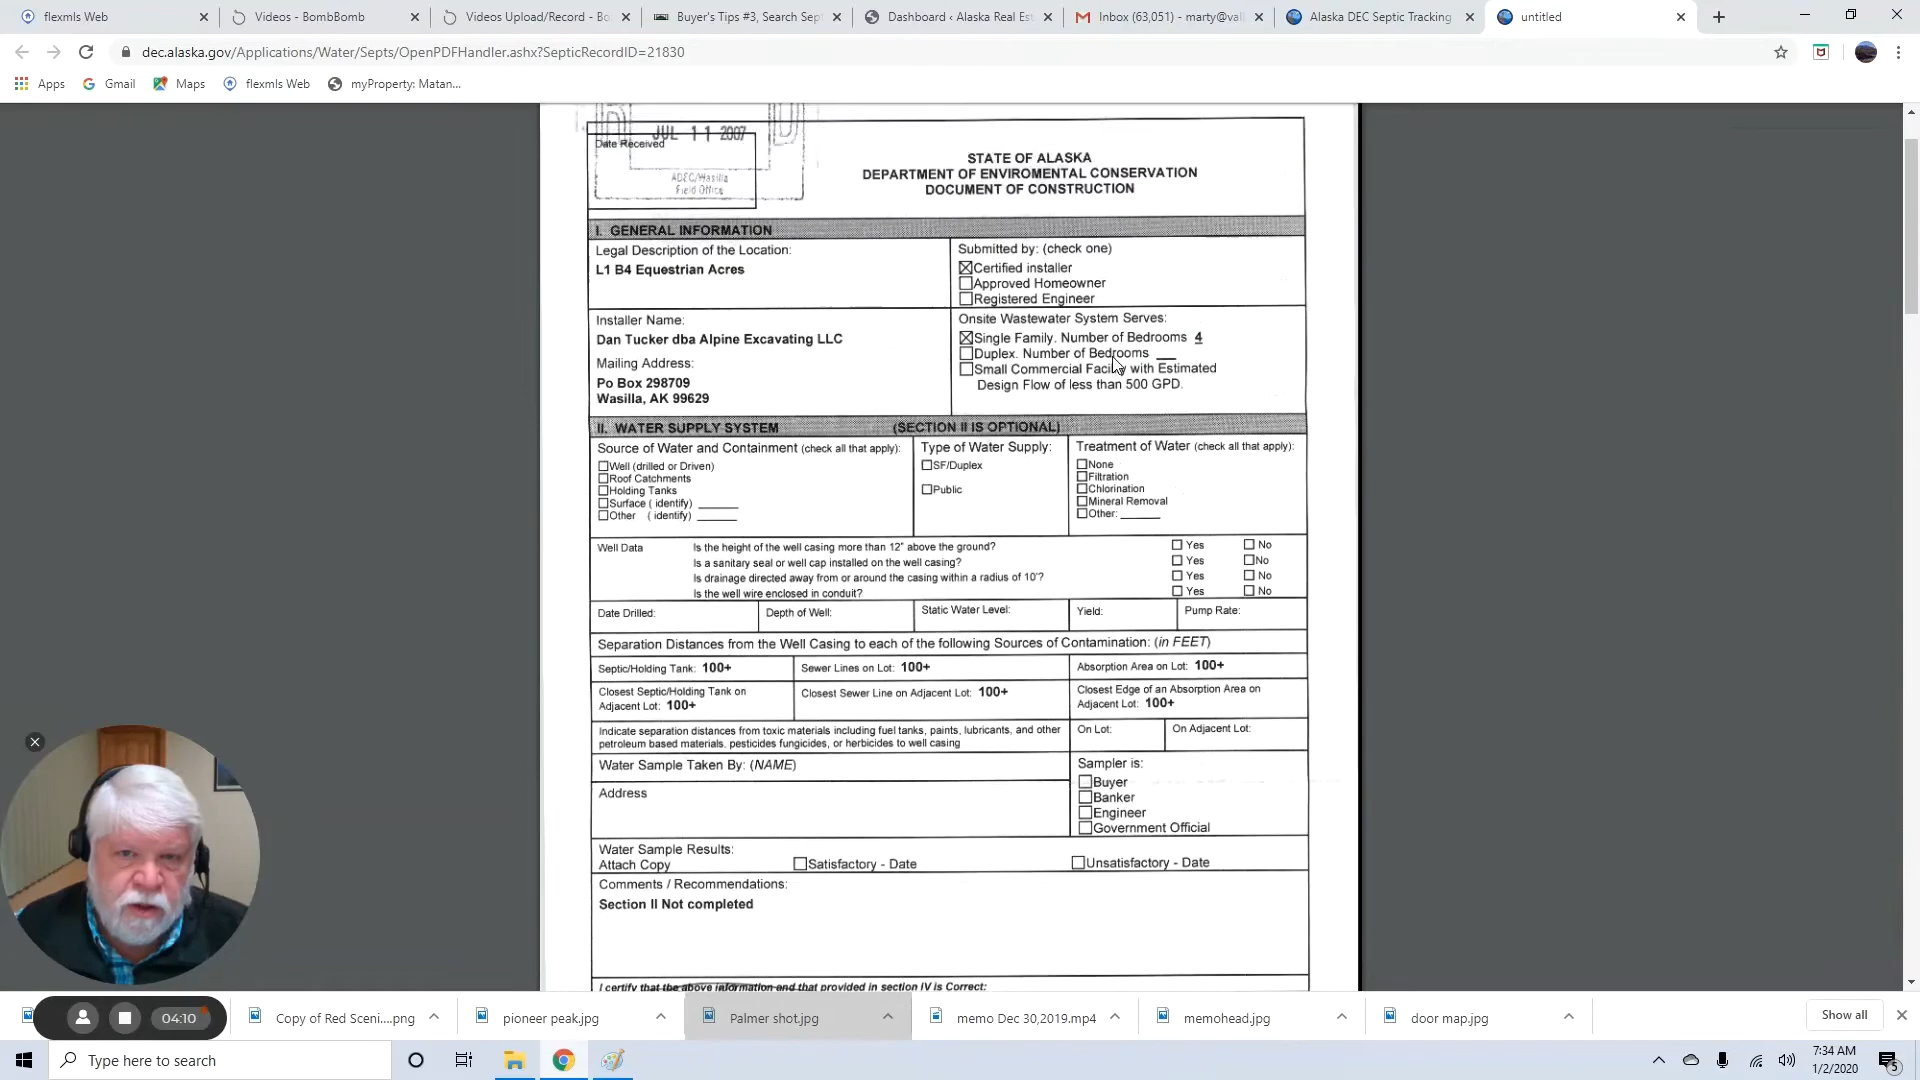 flexmls Web
Videos - BombBomb
Videos Upload/Record - Bo
Buyer's Tips #3, Search Sept
Dashboard ‹ Alaska Real Est
Inbox (63,051) - marty@val
Alaska DEC Septic Tracking
untitled
dec.alaska.gov/Applications/Water/Septs/OpenPDFHandler.ashx?SepticRecordID=21830
Apps
Gmail
Maps
flexmls Web
myProperty: Matan...
JUL 11 2007
Date Received
ADEC/Wasilla
Field Office
STATE OF ALASKA
DEPARTMENT OF ENVIROMENTAL CONSERVATION
DOCUMENT OF CONSTRUCTION
I. GENERAL INFORMATION
Legal Description of the Location:
L1 B4 Equestrian Acres
Submitted by: (check one)
Certified installer
Approved Homeowner
Registered Engineer
Installer Name:
Dan Tucker dba Alpine Excavating LLC
Mailing Address:
Po Box 298709
Wasilla, AK 99629
Onsite Wastewater System Serves:
Single Family. Number of Bedrooms 4
Duplex. Number of Bedrooms ___
Small Commercial Facility with Estimated
Design Flow of less than 500 GPD.
II. WATER SUPPLY SYSTEM (SECTION II IS OPTIONAL)
Source of Water and Containment (check all that apply):
Well (drilled or Driven)
Roof Catchments
Holding Tanks
Surface ( identify) ______
Other ( identify) ______
Type of Water Supply:
SF/Duplex
Public
Treatment of Water (check all that apply):
None
Filtration
Chlorination
Mineral Removal
Other: ______
Well Data
Is the height of the well casing more than 12" above the ground? Yes No
Is a sanitary seal or well cap installed on the well casing? Yes No
Is drainage directed away from or around the casing within a radius of 10'? Yes No
Is the well wire enclosed in conduit? Yes No
Date Drilled: Depth of Well: Static Water Level: Yield: Pump Rate:
Separation Distances from the Well Casing to each of the following Sources of Contamination: (in FEET)
Septic/Holding Tank: 100+
Sewer Lines on Lot: 100+
Absorption Area on Lot: 100+
Closest Septic/Holding Tank on
Adjacent Lot: 100+
Closest Sewer Line on Adjacent Lot: 100+
Closest Edge of an Absorption Area on
Adjacent Lot: 100+
Indicate separation distances from toxic materials including fuel tanks, paints, lubricants, and other
petroleum based materials, pesticides fungicides, or herbicides to well casing
On Lot:
On Adjacent Lot:
Water Sample Taken By: (NAME)
Address
Sampler is:
Buyer
Banker
Engineer
Government Official
Water Sample Results:
Attach Copy
Satisfactory - Date
Unsatisfactory - Date
Comments / Recommendations:
Section II Not completed
I certify that the above information and that provided in section IV is Correct:
04:10
Copy of Red Sceni....png
pioneer peak.jpg
Palmer shot.jpg
memo Dec 30,2019.mp4
memohead.jpg
door map.jpg
Show all
Type here to search
7:34 AM
1/2/2020
5